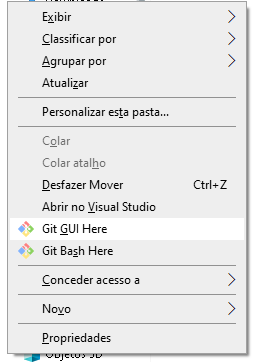 Exibir
Classificar por
Agrupar por
Atualizar
Personalizar esta pasta...
Colar
Colar atalho
Desfazer Mover Ctrl+Z
Abrir no Visual Studio
Git GUI Here
Git Bash Here
Conceder acesso a
Novo
Propriedades
Objetos 3D